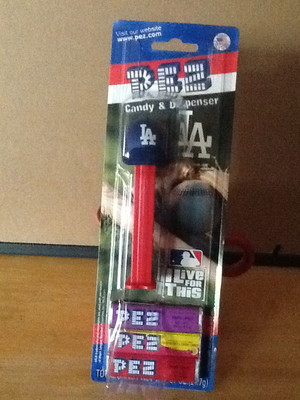 Visit our website
www.pez.com
PEZ
Candy & Dispenser
LA
LA
I Live
FOR
THIS
PEZ
PEZ
PEZ